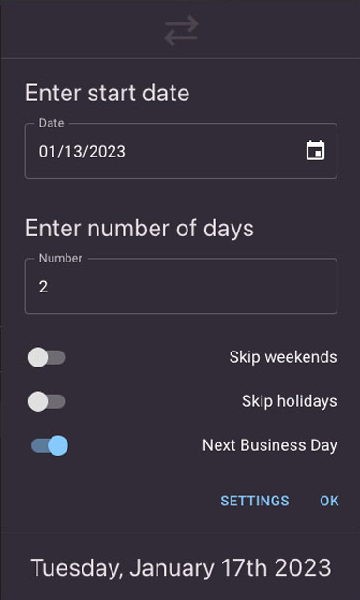 Enter start date
Date
01/13/2023
Enter number of days
Number
2
Skip weekends
Skip holidays
Next Business Day
SETTINGS OK
Tuesday, January 17th 2023